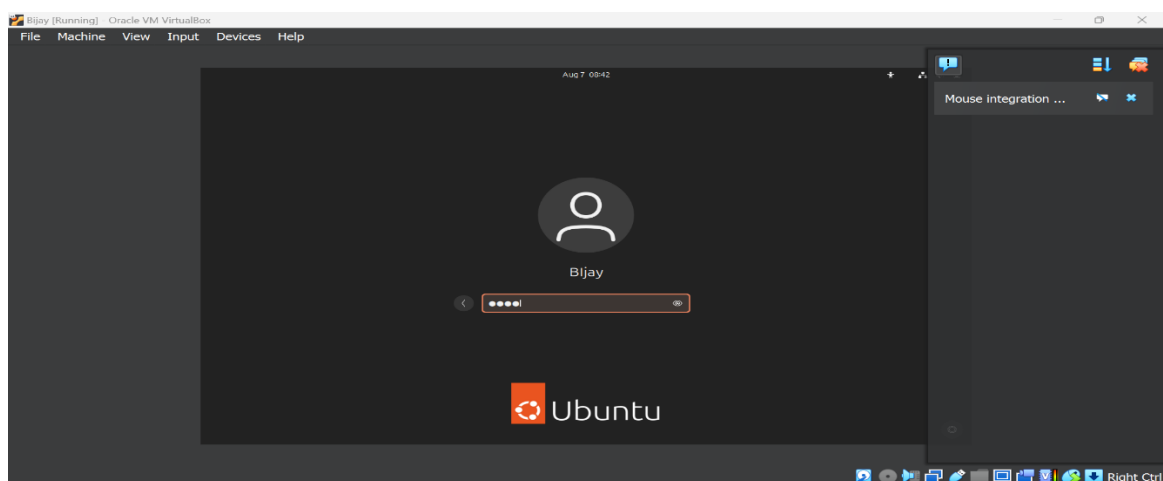 Bijay [Running] - Oracle VM VirtualBox
File Machine View Input Devices Help
Aug 7 08:42
Mouse integration ...
BIjay
Ubuntu
Right Ctrl